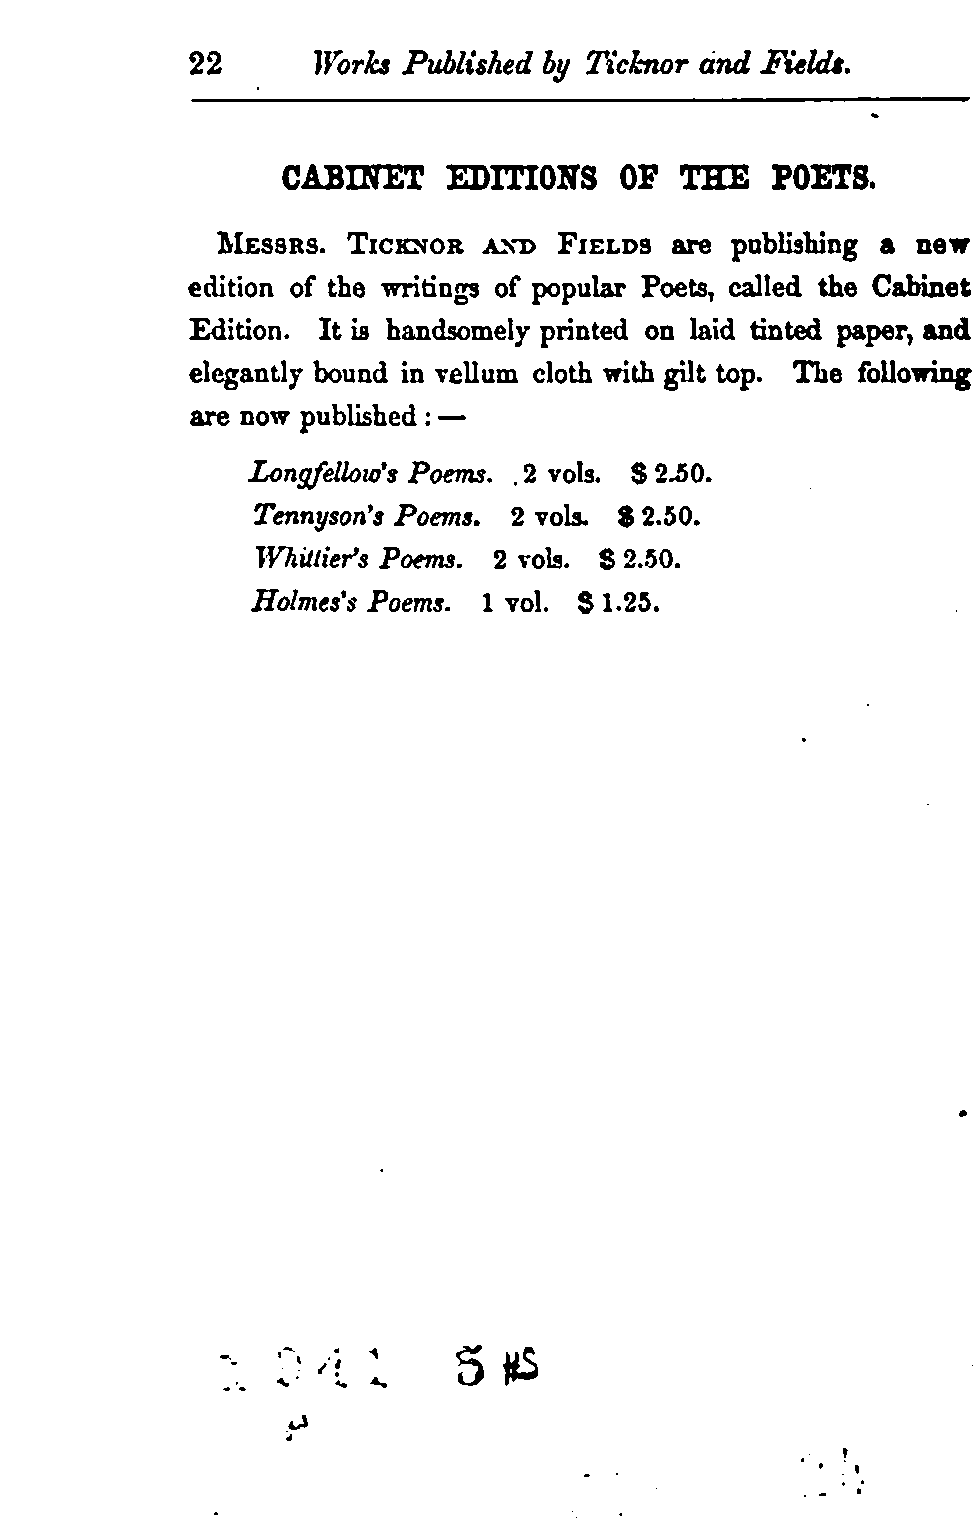 22 Works Published by Ticknor and Fields.
CABINET EDITIONS OF THE POETS.
MESSRS. TICKNOR AND FIELDS are publishing a new
edition of the writings of popular Poets, called the Cabinet
Edition. It is handsomely printed on laid tinted paper, and
elegantly bound in vellum cloth with gilt top. The following
are now published : —
Longfellow's Poems. 2 vols. $ 2.50.
Tennyson's Poems. 2 vols. $ 2.50.
Whittier's Poems. 2 vols. $ 2.50.
Holmes's Poems. 1 vol. $ 1.25.
5